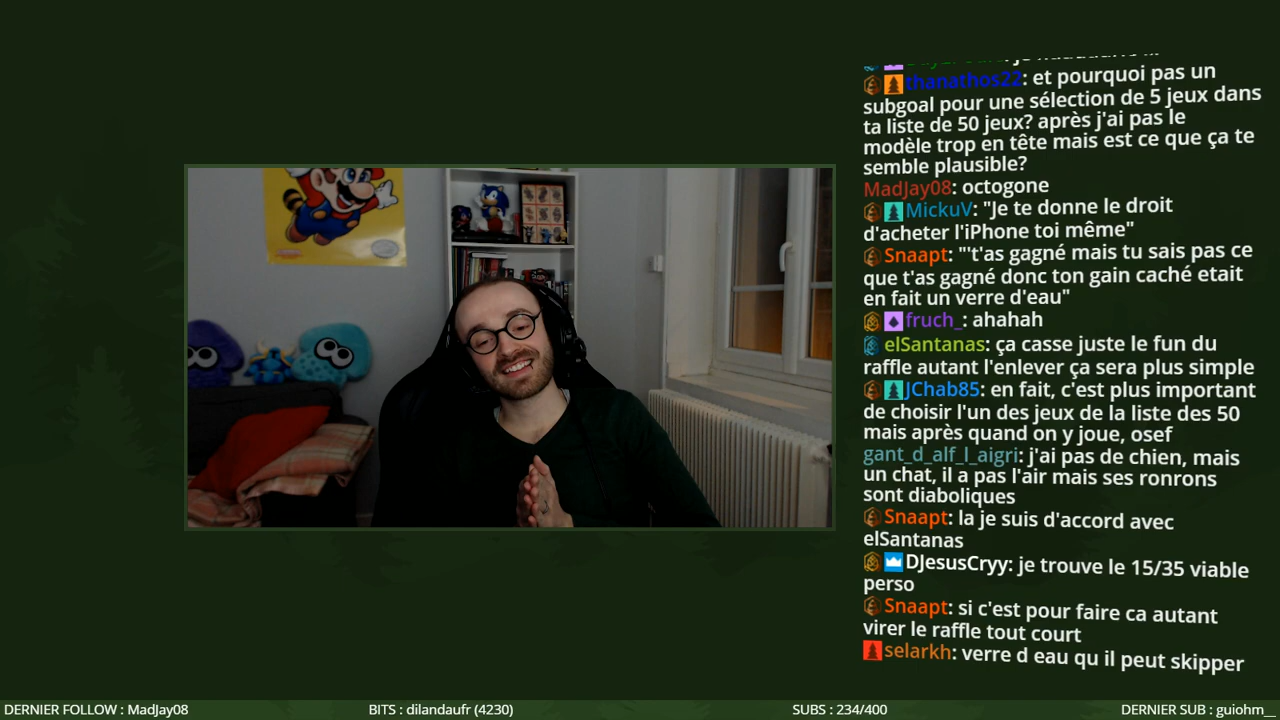 thanathos22: et pourquoi pas un
subgoal pour une sélection de 5 jeux dans
ta liste de 50 jeux? après j'ai pas le
modèle trop en tête mais est ce que ça te
semble plausible?
MadJay08: octogone
MickuV: "Je te donne le droit
d'acheter l'iPhone toi même"
Snaapt: "'t'as gagné mais tu sais pas ce
que t'as gagné donc ton gain caché etait
en fait un verre d'eau"
fruch_: ahahah
elSantanas: ça casse juste le fun du
raffle autant l'enlever ça sera plus simple
JChab85: en fait, c'est plus important
de choisir l'un des jeux de la liste des 50
mais après quand on y joue, osef
gant_d_alf_l_aigri: j'ai pas de chien, mais
un chat, il a pas l'air mais ses ronrons
sont diaboliques
Snaapt: la je suis d'accord avec
elSantanas
DJesusCryy: je trouve le 15/35 viable
perso
Snaapt: si c'est pour faire ca autant
virer le raffle tout court
selarkh: verre d eau qu il peut skipper
DERNIER FOLLOW : MadJay08
BITS : dilandaufr (4230)
SUBS : 234/400
DERNIER SUB : guiohm__